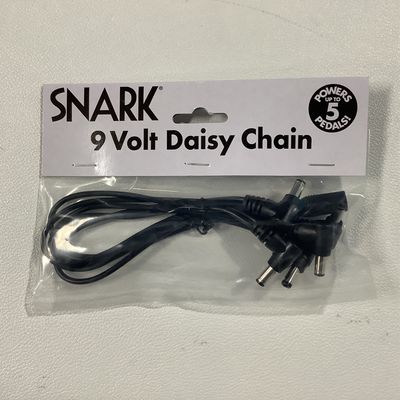 SNARK®
9 Volt Daisy Chain
POWERS
UP TO
5
PEDALS!